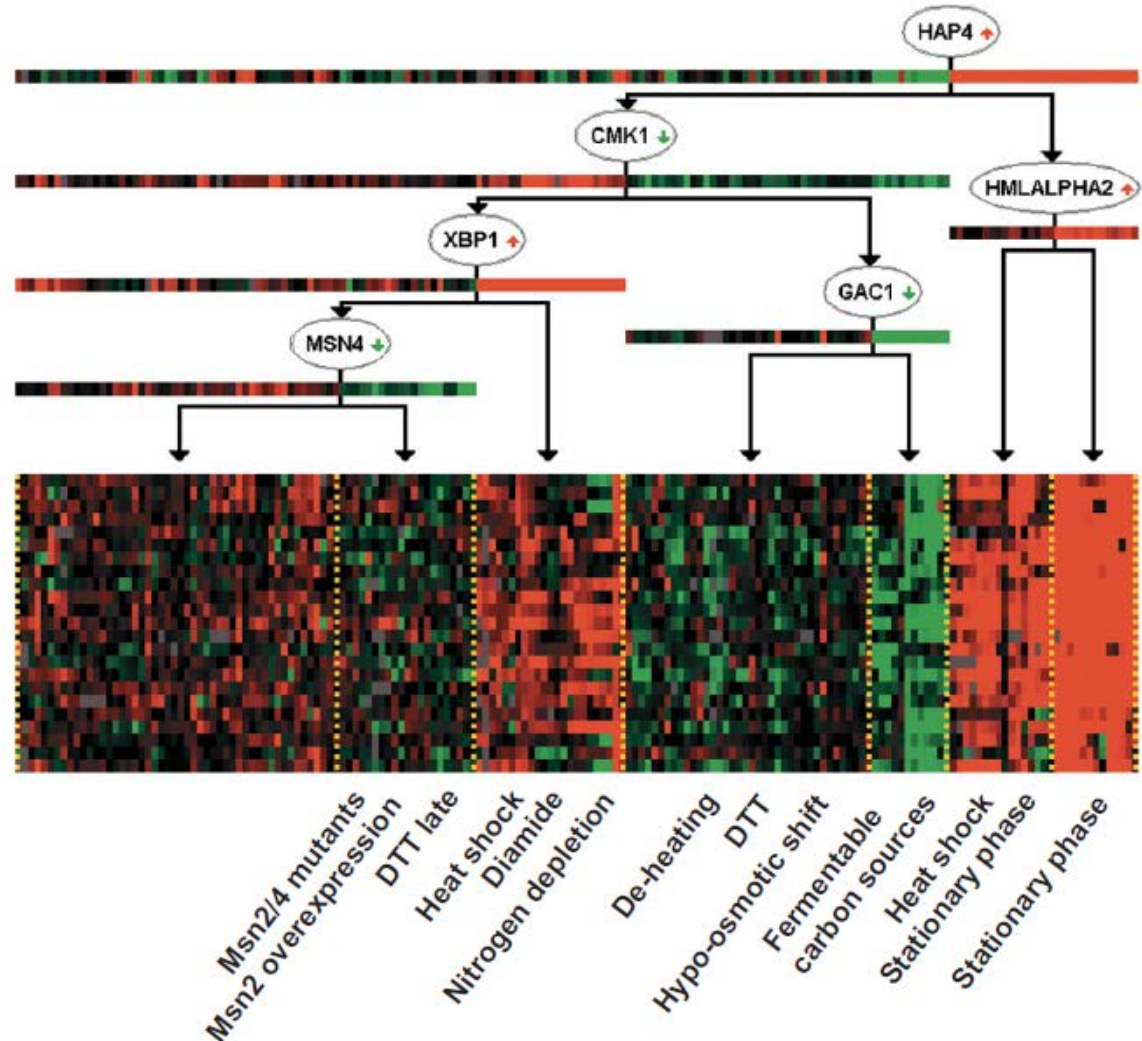 HAP4
CMK1
HMLALPHA2
XBP1
GAC1
MSN4
Msn2/4 mutants
Msn2 overexpression
DTT late
Heat shock
Diamide
Nitrogen depletion
De-heating
DTT
Hypo-osmotic shift
Fermentable
carbon sources
Heat shock
Stationary phase
Stationary phase